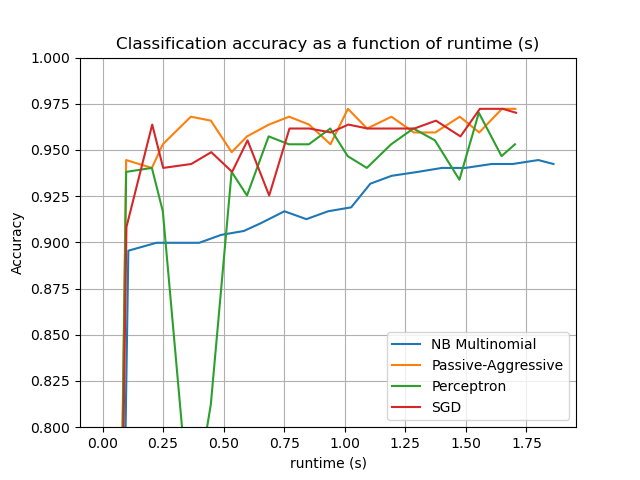 Classification accuracy as a function of runtime (s)
1.000
0.975
0.950
0.925
0.900
0.875
0.850
0.825
0.800
Accuracy
NB Multinomial
Passive-Aggressive
Perceptron
SGD
0.00 0.25 0.50 0.75 1.00 1.25 1.50 1.75
runtime (s)